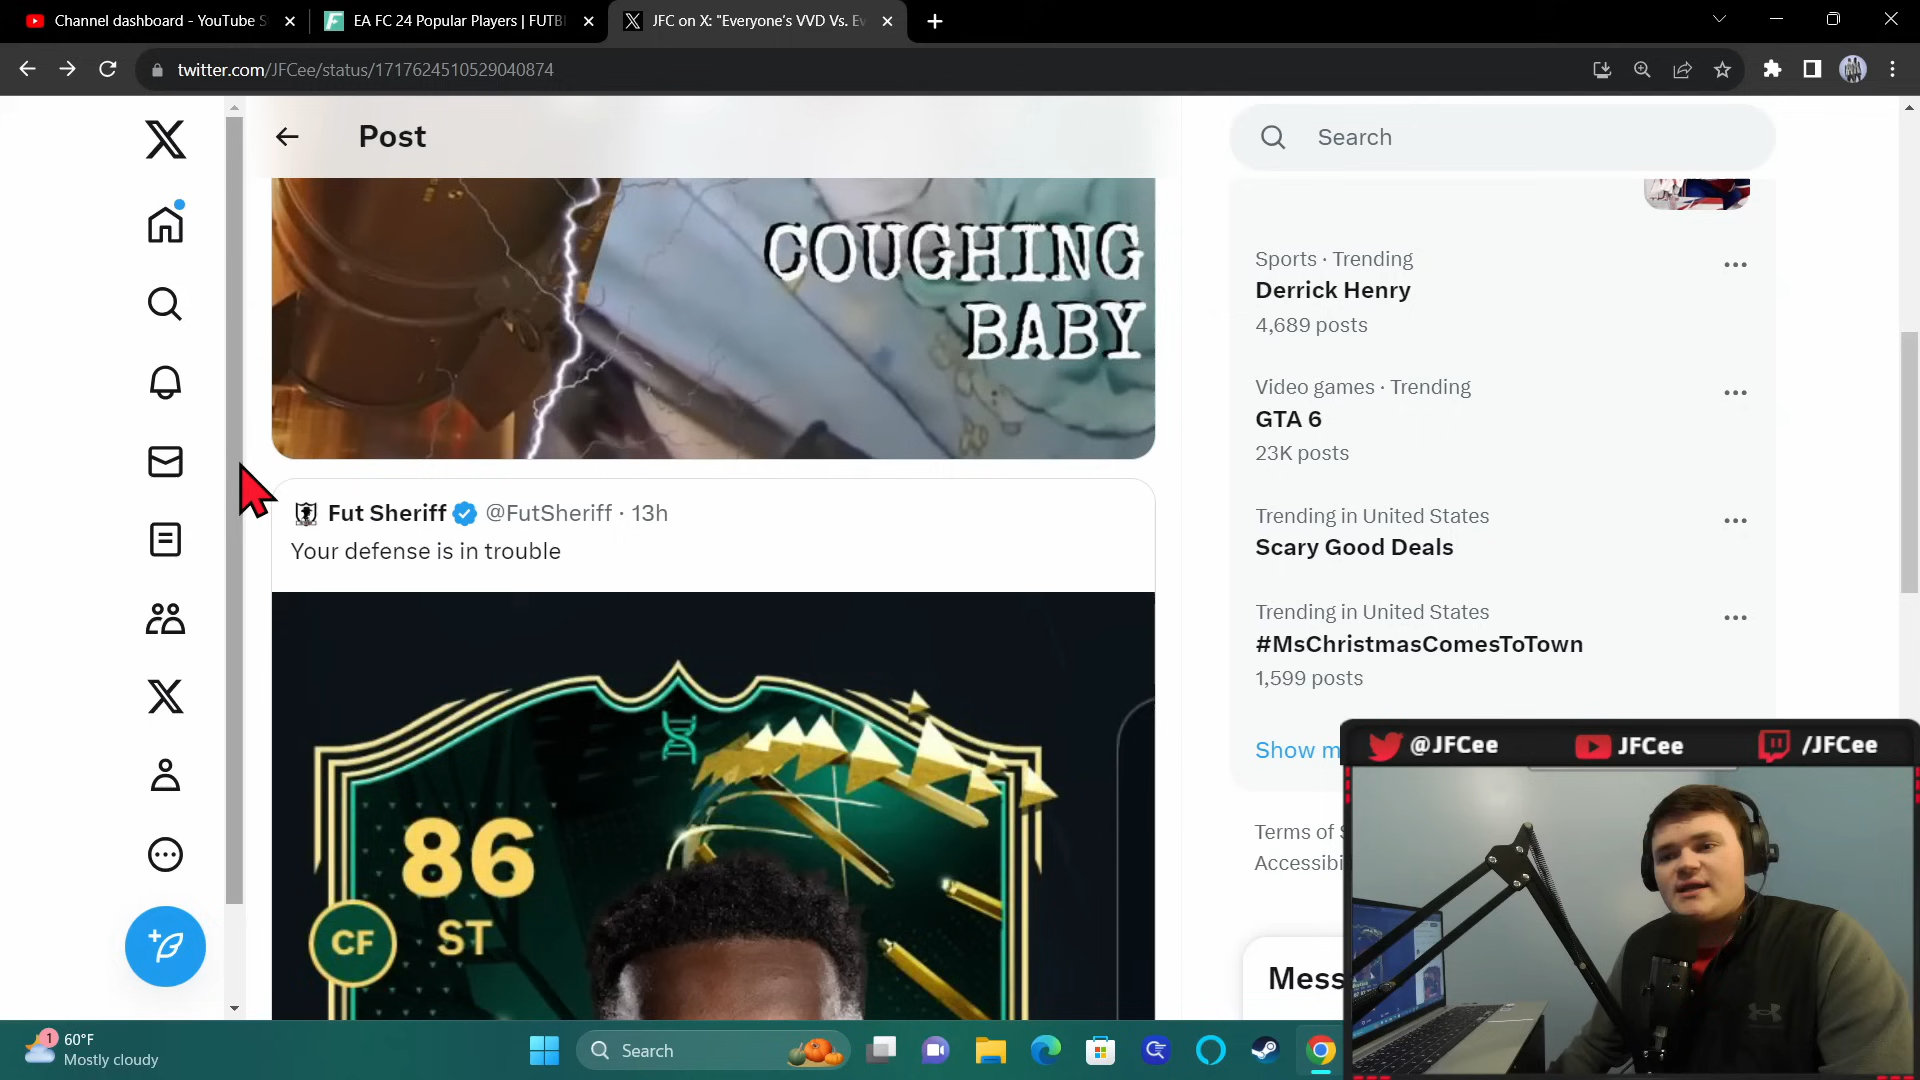 Channel dashboard - YouTube S
EA FC 24 Popular Players | FUTBI
JFC on X: "Everyone's VVD Vs. Ev
twitter.com/JFCee/status/1717624510529040874
Post
Search
COUGHING
BABY
Fut Sheriff @FutSheriff · 13h
Your defense is in trouble
86
ST
CF
Sports · Trending
Derrick Henry
4,689 posts
Video games · Trending
GTA 6
23K posts
Trending in United States
Scary Good Deals
Trending in United States
#MsChristmasComesToTown
1,599 posts
Show m
Terms of S
Accessibi
Mess
@JFCee
JFCee
/JFCee
1
60°F
Mostly cloudy
Search